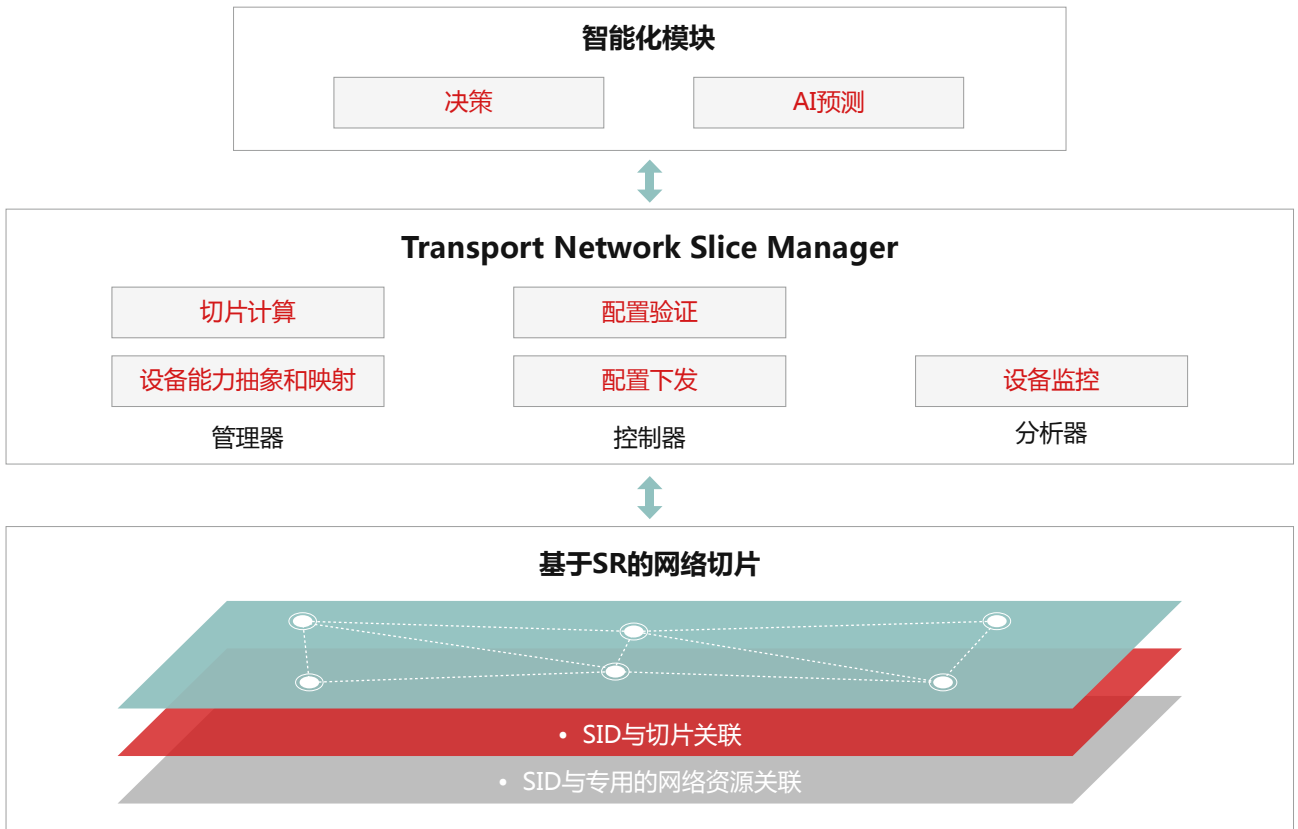 智能化模块
决策
AI预测
Transport Network Slice Manager
切片计算
配置验证
设备能力抽象和映射
配置下发
设备监控
管理器
控制器
分析器
基于SR的网络切片
• SID与切片关联
• SID与专用的网络资源关联